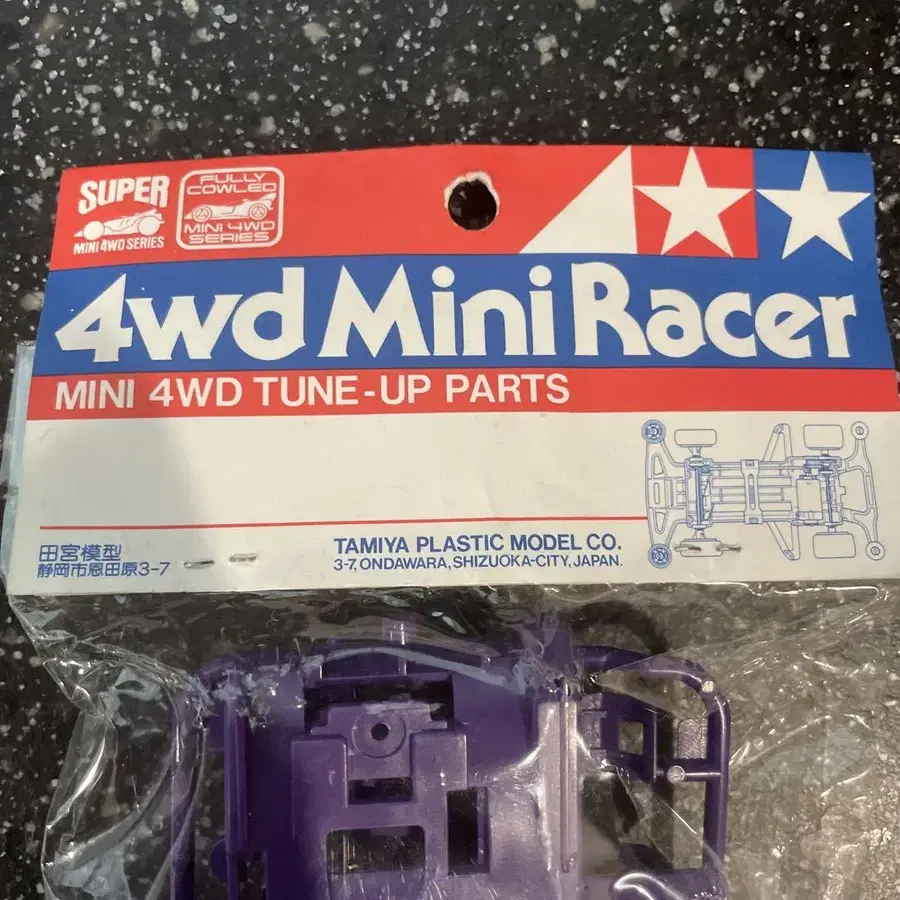 SUPER
MINI 4WD SERIES
FULLY
COWLED
MINI 4WD
SERIES
4wd Mini Racer
MINI 4WD TUNE-UP PARTS
田宮模型
静岡市恩田原3-7
TAMIYA PLASTIC MODEL CO.
3-7, ONDAWARA, SHIZUOKA-CITY, JAPAN.